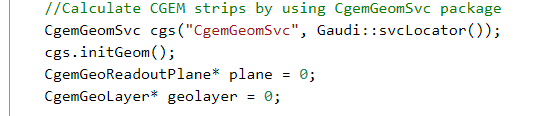 //Calculate CGEM strips by using CgemGeomSvc package
CgemGeomSvc cgs("CgemGeomSvc", Gaudi::svcLocator());
cgs.initGeom();
CgemGeoReadoutPlane* plane = 0;
CgemGeoLayer* geolayer = 0;